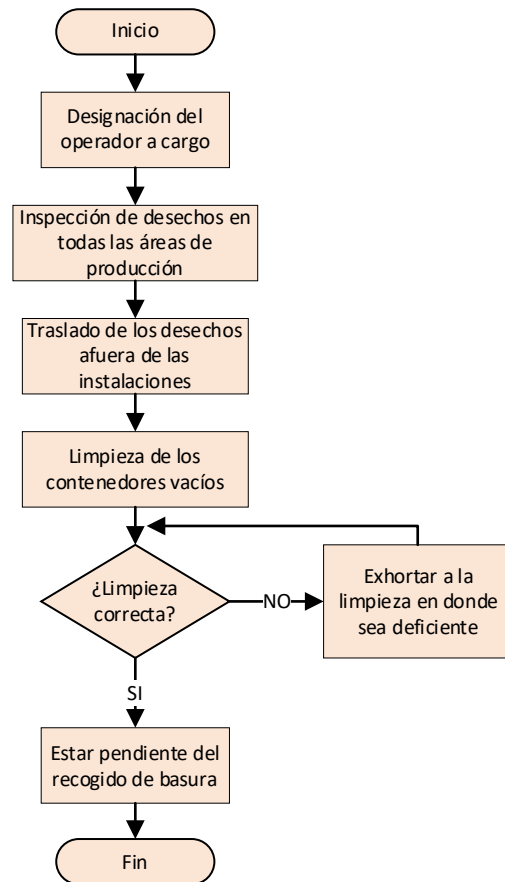 Inicio
Designación del
operador a cargo
Inspección de desechos en
todas las áreas de
producción
Traslado de los desechos
afuera de las
instalaciones
Limpieza de los
contenedores vacíos
¿Limpieza
correcta?
NO
Exhortar a la
limpieza en donde
sea deficiente
SI
Estar pendiente del
recogido de basura
Fin